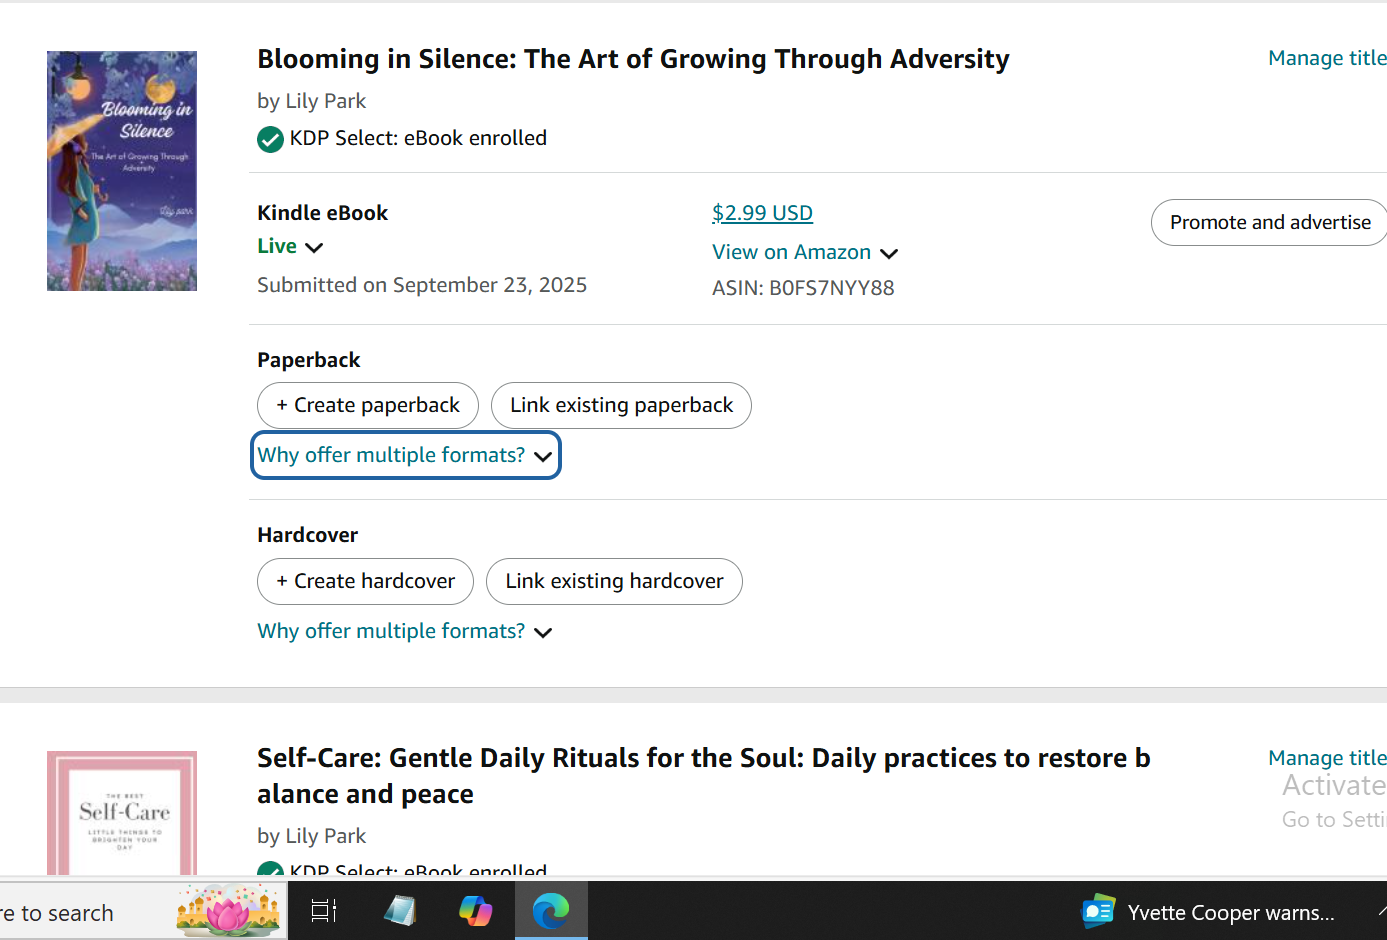 Blooming in Silence: The Art of Growing Through Adversity
Manage title
by Lily Park
KDP Select: eBook enrolled
Blooming in
Silence
The Art of Growing Through
Adversity
Lily park
Kindle eBook
$2.99 USD
Promote and advertise
Live
View on Amazon
Submitted on September 23, 2025
ASIN: B0FS7NYY88
Paperback
+ Create paperback
Link existing paperback
Why offer multiple formats?
Hardcover
+ Create hardcover
Link existing hardcover
Why offer multiple formats?
Self-Care: Gentle Daily Rituals for the Soul: Daily practices to restore b
alance and peace
Manage title
Activate
Go to Setti
by Lily Park
KDP Select: eBook enrolled
THE BEST
Self-Care
LITTLE THINGS TO
BRIGHTEN YOUR
DAY
re to search
Yvette Cooper warns...